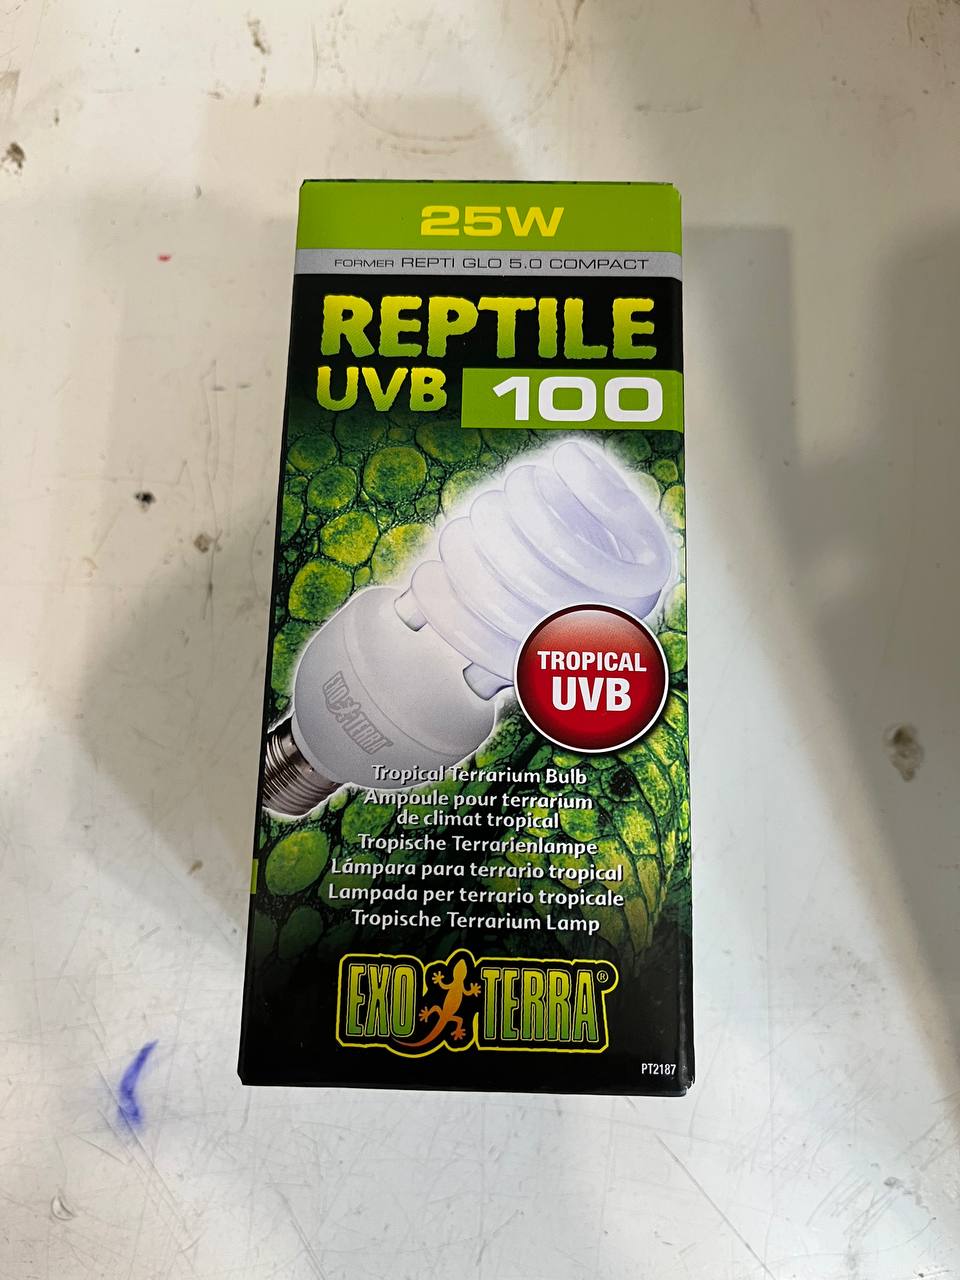 25W
FORMER REPTI GLO 5.0 COMPACT
REPTILE
UVB 100
EXO TERRA
TROPICAL
UVB
Tropical Terrarium Bulb
Ampoule pour terrarium
de climat tropical
Tropische Terrarienlampe
Lámpara para terrario tropical
Lampada per terrario tropicale
Tropische Terrarium Lamp
EXO TERRA®
PT2187